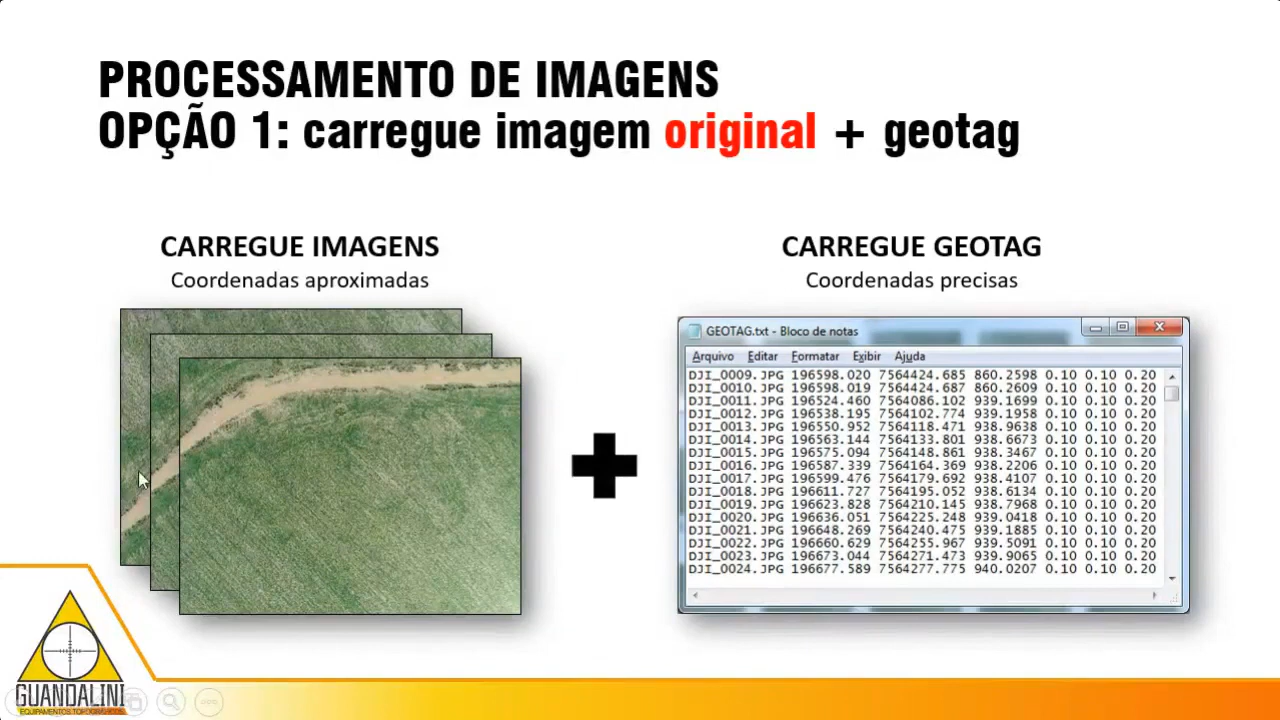 PROCESSAMENTO DE IMAGENS
OPÇÃO 1: carregue imagem original + geotag
CARREGUE IMAGENS
Coordenadas aproximadas
CARREGUE GEOTAG
Coordenadas precisas
GEOTAG.txt - Bloco de notas
Arquivo Editar Formatar Exibir Ajuda
DJI_0009.JPG 196598.020 7564424.685 860.2598 0.10 0.10 0.20
DJI_0010.JPG 196598.019 7564424.687 860.2609 0.10 0.10 0.20
DJI_0011.JPG 196524.460 7564086.102 939.1699 0.10 0.10 0.20
DJI_0012.JPG 196538.195 7564102.774 939.1958 0.10 0.10 0.20
DJI_0013.JPG 196550.952 7564118.471 938.9638 0.10 0.10 0.20
DJI_0014.JPG 196563.144 7564133.801 938.6673 0.10 0.10 0.20
DJI_0015.JPG 196575.094 7564148.861 938.3467 0.10 0.10 0.20
DJI_0016.JPG 196587.339 7564164.369 938.2206 0.10 0.10 0.20
DJI_0017.JPG 196599.476 7564179.692 938.4107 0.10 0.10 0.20
DJI_0018.JPG 196611.727 7564195.052 938.6134 0.10 0.10 0.20
DJI_0019.JPG 196623.828 7564210.145 938.7968 0.10 0.10 0.20
DJI_0020.JPG 196636.051 7564225.248 939.0418 0.10 0.10 0.20
DJI_0021.JPG 196648.269 7564240.475 939.1885 0.10 0.10 0.20
DJI_0022.JPG 196660.629 7564255.967 939.5091 0.10 0.10 0.20
DJI_0023.JPG 196673.044 7564271.473 939.9065 0.10 0.10 0.20
DJI_0024.JPG 196677.589 7564277.775 940.0207 0.10 0.10 0.20
GUANDALINI
EQUIPAMENTOS TOPOGRÁFICOS